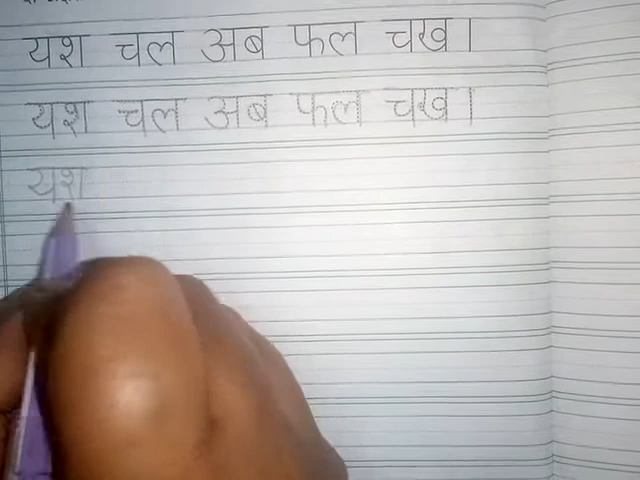 यश चल अब फल चख।
यश चल अब फल चख।
यश